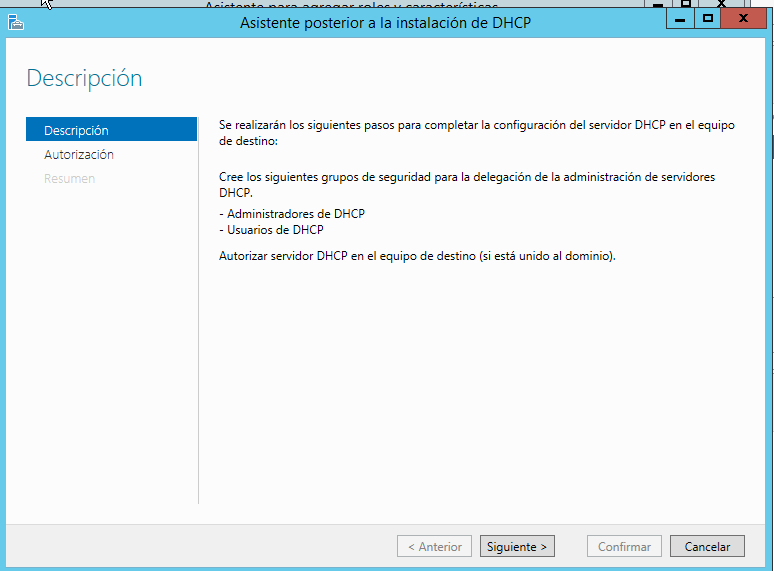 Asistente para agregar roles y características
Asistente posterior a la instalación de DHCP
Descripción
Descripción
Autorización
Resumen
Se realizarán los siguientes pasos para completar la configuración del servidor DHCP en el equipo
de destino:
Cree los siguientes grupos de seguridad para la delegación de la administración de servidores
DHCP.
- Administradores de DHCP
- Usuarios de DHCP
Autorizar servidor DHCP en el equipo de destino (si está unido al dominio).
< Anterior
Siguiente >
Confirmar
Cancelar